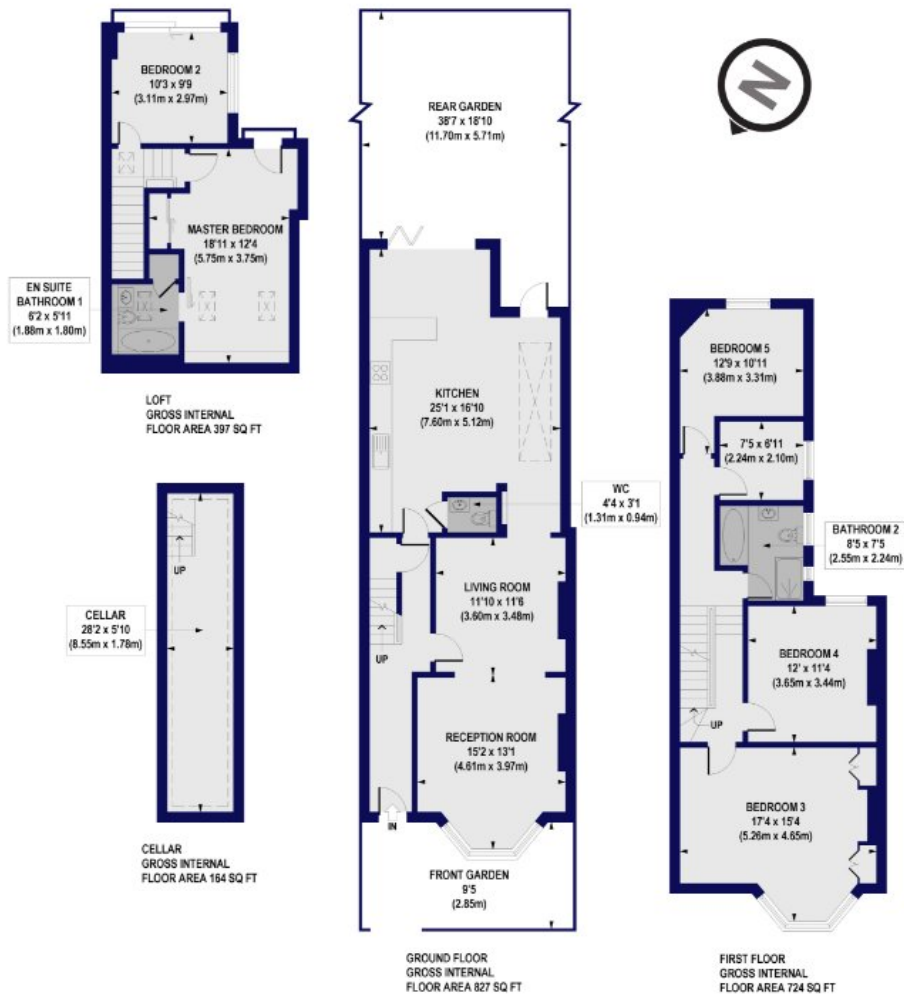 BEDROOM 2
10'3 x 9'9
(3.11m x 2.97m)
MASTER BEDROOM
18'11 x 12'4
(5.75m x 3.75m)
EN SUITE
BATHROOM 1
6'2 x 5'11
(1.88m x 1.80m)
LOFT
GROSS INTERNAL
FLOOR AREA 397 SQ FT
UP
CELLAR
28'2 x 5'10
(8.55m x 1.78m)
CELLAR
GROSS INTERNAL
FLOOR AREA 164 SQ FT
REAR GARDEN
38'7 x 18'10
(11.70m x 5.71m)
KITCHEN
25'1 x 16'10
(7.60m x 5.12m)
WC
4'4 x 3'1
(1.31m x 0.94m)
LIVING ROOM
11'10 x 11'6
(3.60m x 3.48m)
UP
RECEPTION ROOM
15'2 x 13'1
(4.61m x 3.97m)
IN
FRONT GARDEN
9'5
(2.85m)
GROUND FLOOR
GROSS INTERNAL
FLOOR AREA 827 SQ FT
N
BEDROOM 5
12'9 x 10'11
(3.88m x 3.31m)
7'5 x 6'11
(2.24m x 2.10m)
BATHROOM 2
8'5 x 7'5
(2.55m x 2.24m)
BEDROOM 4
12' x 11'4
(3.65m x 3.44m)
UP
BEDROOM 3
17'4 x 15'4
(5.26m x 4.65m)
FIRST FLOOR
GROSS INTERNAL
FLOOR AREA 724 SQ FT